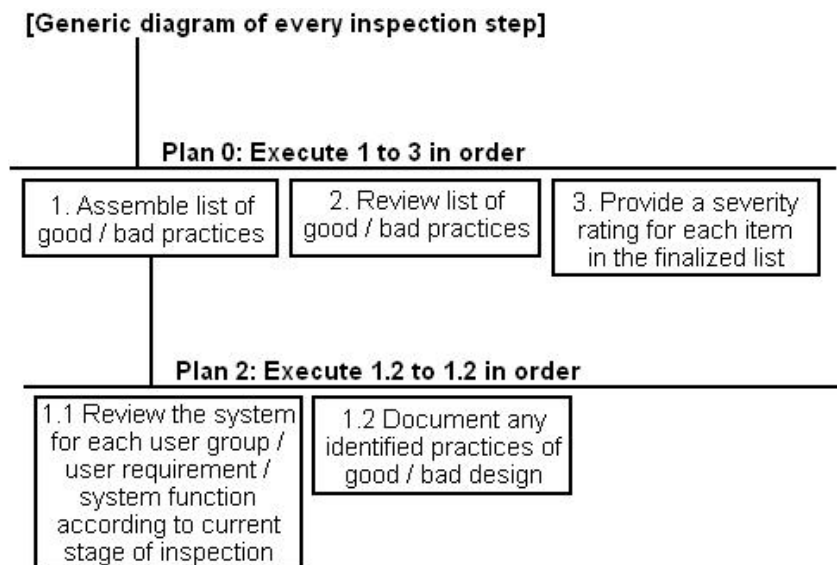 [Generic diagram of every inspection step]
Plan 0: Execute 1 to 3 in order
1. Assemble list of
good / bad practices
2. Review list of
good / bad practices
3. Provide a severity
rating for each item
in the finalized list
Plan 2: Execute 1.2 to 1.2 in order
1.1 Review the system
for each user group /
user requirement /
system function
according to current
stage of inspection
1.2 Document any
identified practices of
good / bad design